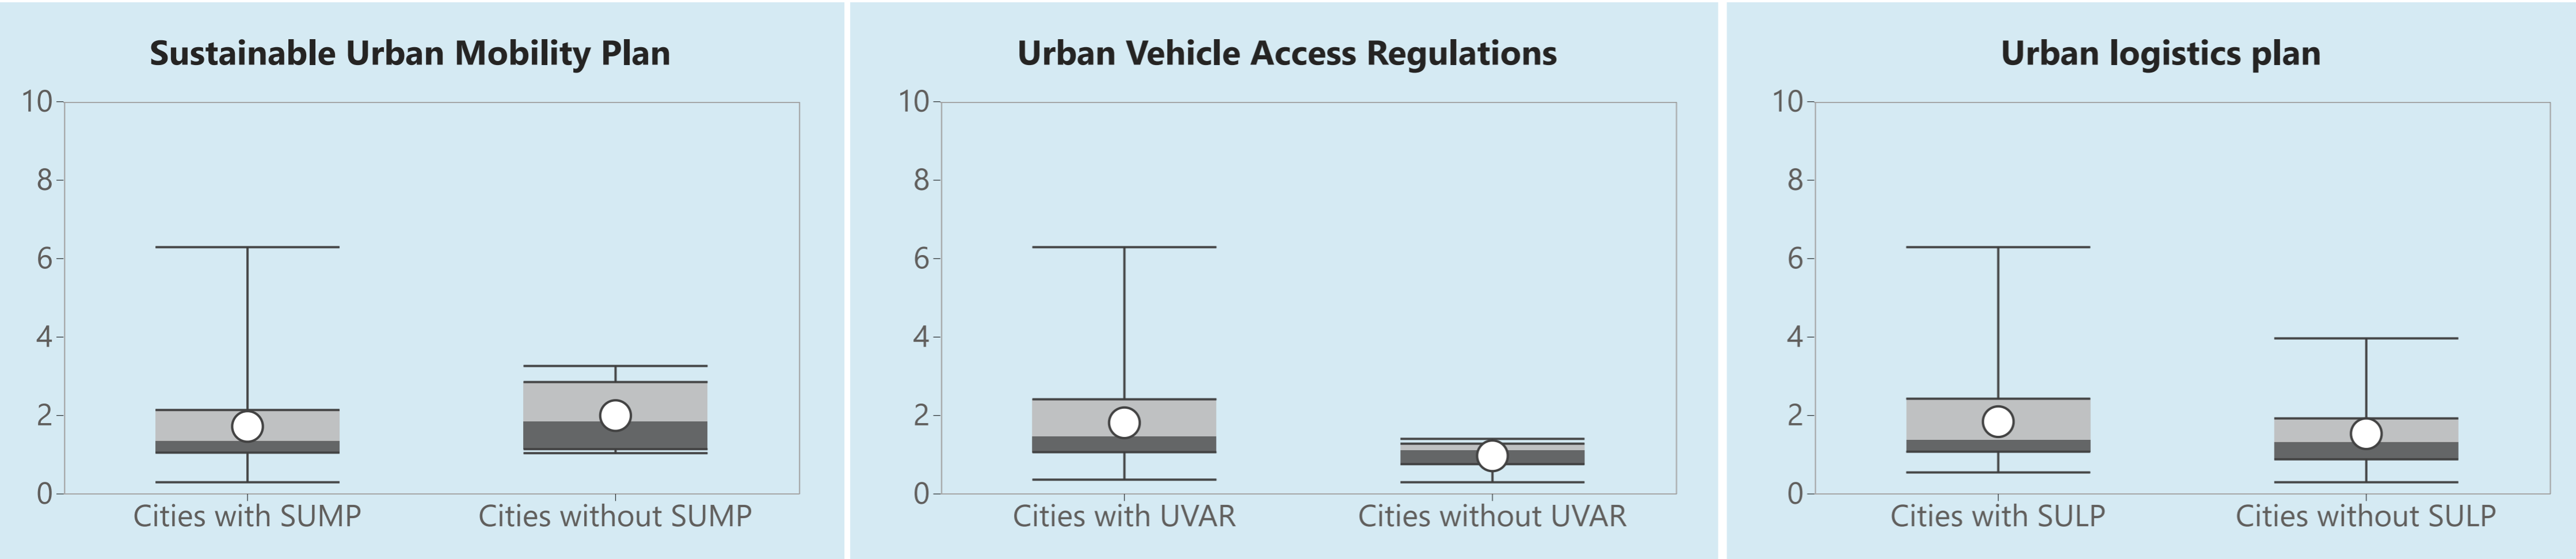 Sustainable Urban Mobility Plan
10
8
6
4
2
0
Cities with SUMP
Cities without SUMP
Urban Vehicle Access Regulations
10
8
6
4
2
0
Cities with UVAR
Cities without UVAR
Urban logistics plan
10
8
6
4
2
0
Cities with SULP
Cities without SULP